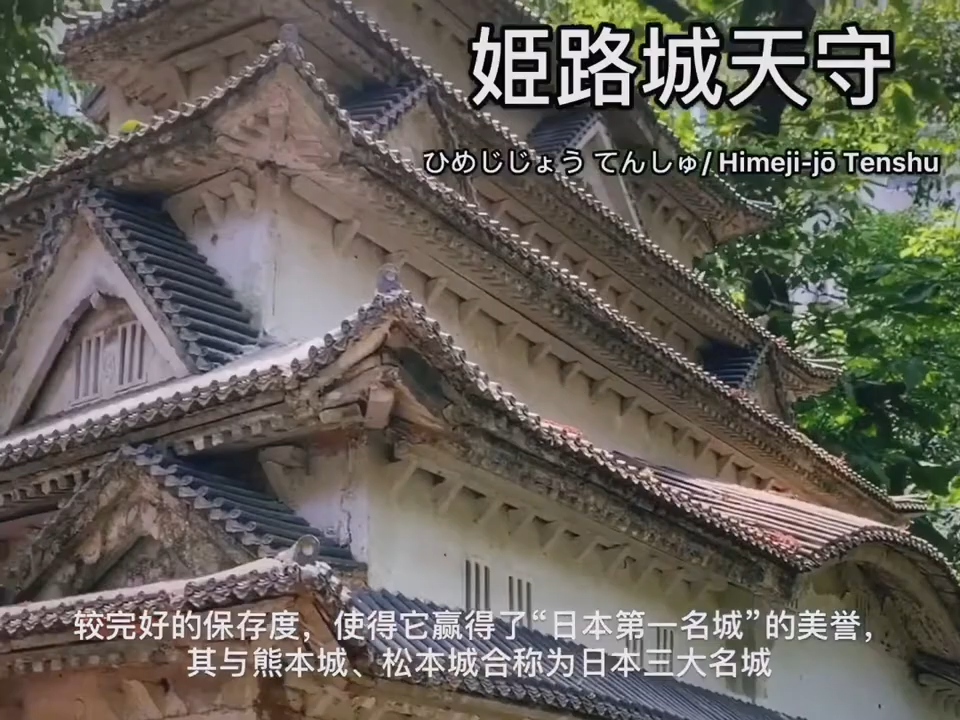 姫路城天守
ひめじじょう てんしゅ/ Himeji-jō Tenshu
较完好的保存度，使得它赢得了“日本第一名城”的美誉，
其与熊本城、松本城合称为日本三大名城